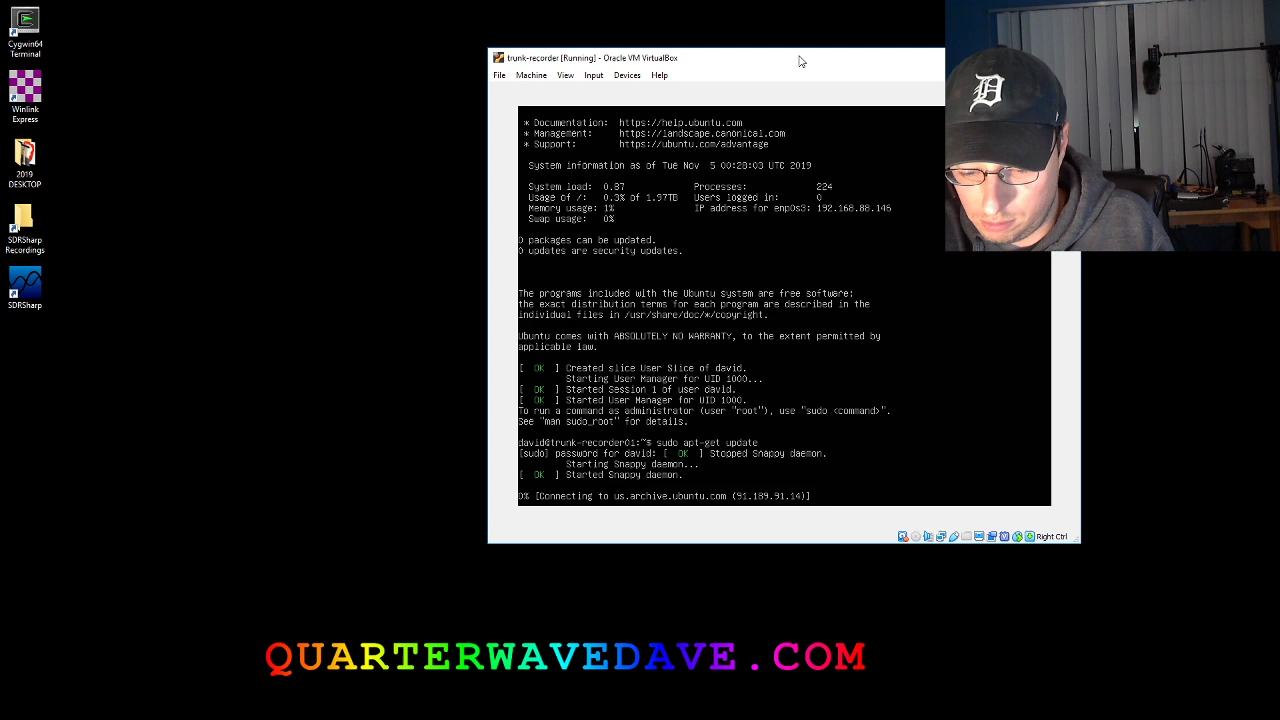 Cygwin64
Terminal
Winlink
Express
2019
DESKTOP
SDRSharp
Recordings
SDRSharp
trunk-recorder [Running] - Oracle VM VirtualBox
File Machine View Input Devices Help
* Documentation: https://help.ubuntu.com
* Management: https://landscape.canonical.com
* Support: https://ubuntu.com/advantage
System information as of Tue Nov 5 00:28:03 UTC 2019
System load: 0.87 Processes: 224
Usage of /: 0.3% of 1.97TB Users logged in: 0
Memory usage: 1% IP address for enp0s3: 192.168.88.146
Swap usage: 0%
0 packages can be updated.
0 updates are security updates.
The programs included with the Ubuntu system are free software;
the exact distribution terms for each program are described in the
individual files in /usr/share/doc/*/copyright.
Ubuntu comes with ABSOLUTELY NO WARRANTY, to the extent permitted by
applicable law.
[ OK ] Created slice User Slice of david.
Starting User Manager for UID 1000...
[ OK ] Started Session 1 of user david.
[ OK ] Started User Manager for UID 1000.
To run a command as administrator (user "root"), use "sudo <command>".
See "man sudo_root" for details.
david@trunk-recorder01:~$ sudo apt-get update
[sudo] password for david: [ OK ] Stopped Snappy daemon.
Starting Snappy daemon...
[ OK ] Started Snappy daemon.
0% [Connecting to us.archive.ubuntu.com (91.189.91.14)]
Right Ctrl
QUARTERWAVEDAVE.COM